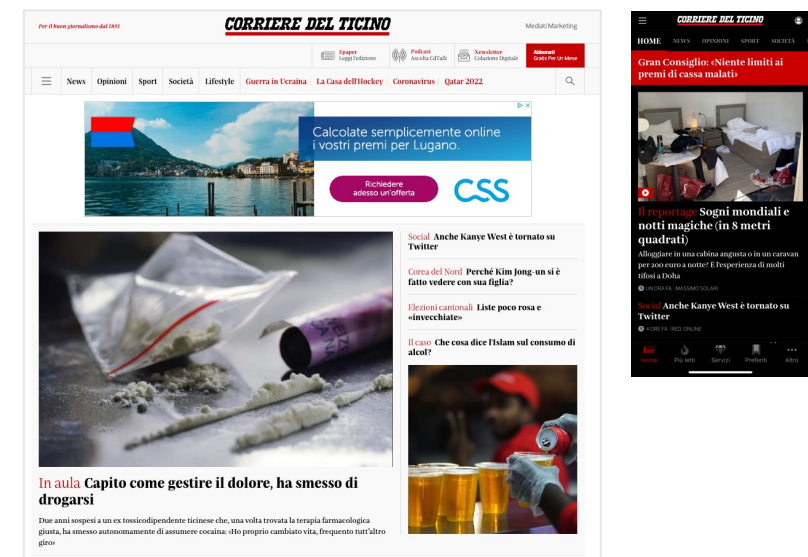 Per il buon giornalismo dal 1891
CORRIERE DEL TICINO
MediatiMarketing
Epaper
Leggi l'edizione
Podcast
Ascolta CdTalk
Newsletter
Colazione Digitale
Abbonati
Gratis Per Un Mese
News Opinioni Sport Società Lifestyle Guerra in Ucraina La Casa dell'Hockey Coronavirus Qatar 2022
Calcolate semplicemente online
i vostri premi per Lugano.
Richiedere
adesso un'offerta
CSS
Social Anche Kanye West è tornato su
Twitter
Corea del Nord Perché Kim Jong-un si è
fatto vedere con sua figlia?
Elezioni cantonali Liste poco rosa e
«invecchiate»
Il caso Che cosa dice l'Islam sul consumo di
alcol?
In aula Capito come gestire il dolore, ha smesso di
drogarsi
Due anni sospesi a un ex tossicodipendente ticinese che, una volta trovata la terapia farmacologica
giusta, ha smesso autonomamente di assumere cocaina: «Ho proprio cambiato vita, frequento tutt'altro
giro»
CORRIERE DEL TICINO
HOME NEWS OPINIONI SPORT SOCIETÀ
Gran Consiglio: «Niente limiti ai
premi di cassa malati»
Il reportage Sogni mondiali e
notti magiche (in 8 metri
quadrati)
Alloggiare in una cabina angusta o in un caravan
per 200 euro a notte? È l'esperienza di molti
tifosi a Doha
UN'ORA FA | MASSIMO SOLARI
Social Anche Kanye West è tornato su
Twitter
4 ORE FA | RED. ONLINE
Home Più letti Servizi Preferiti Altro